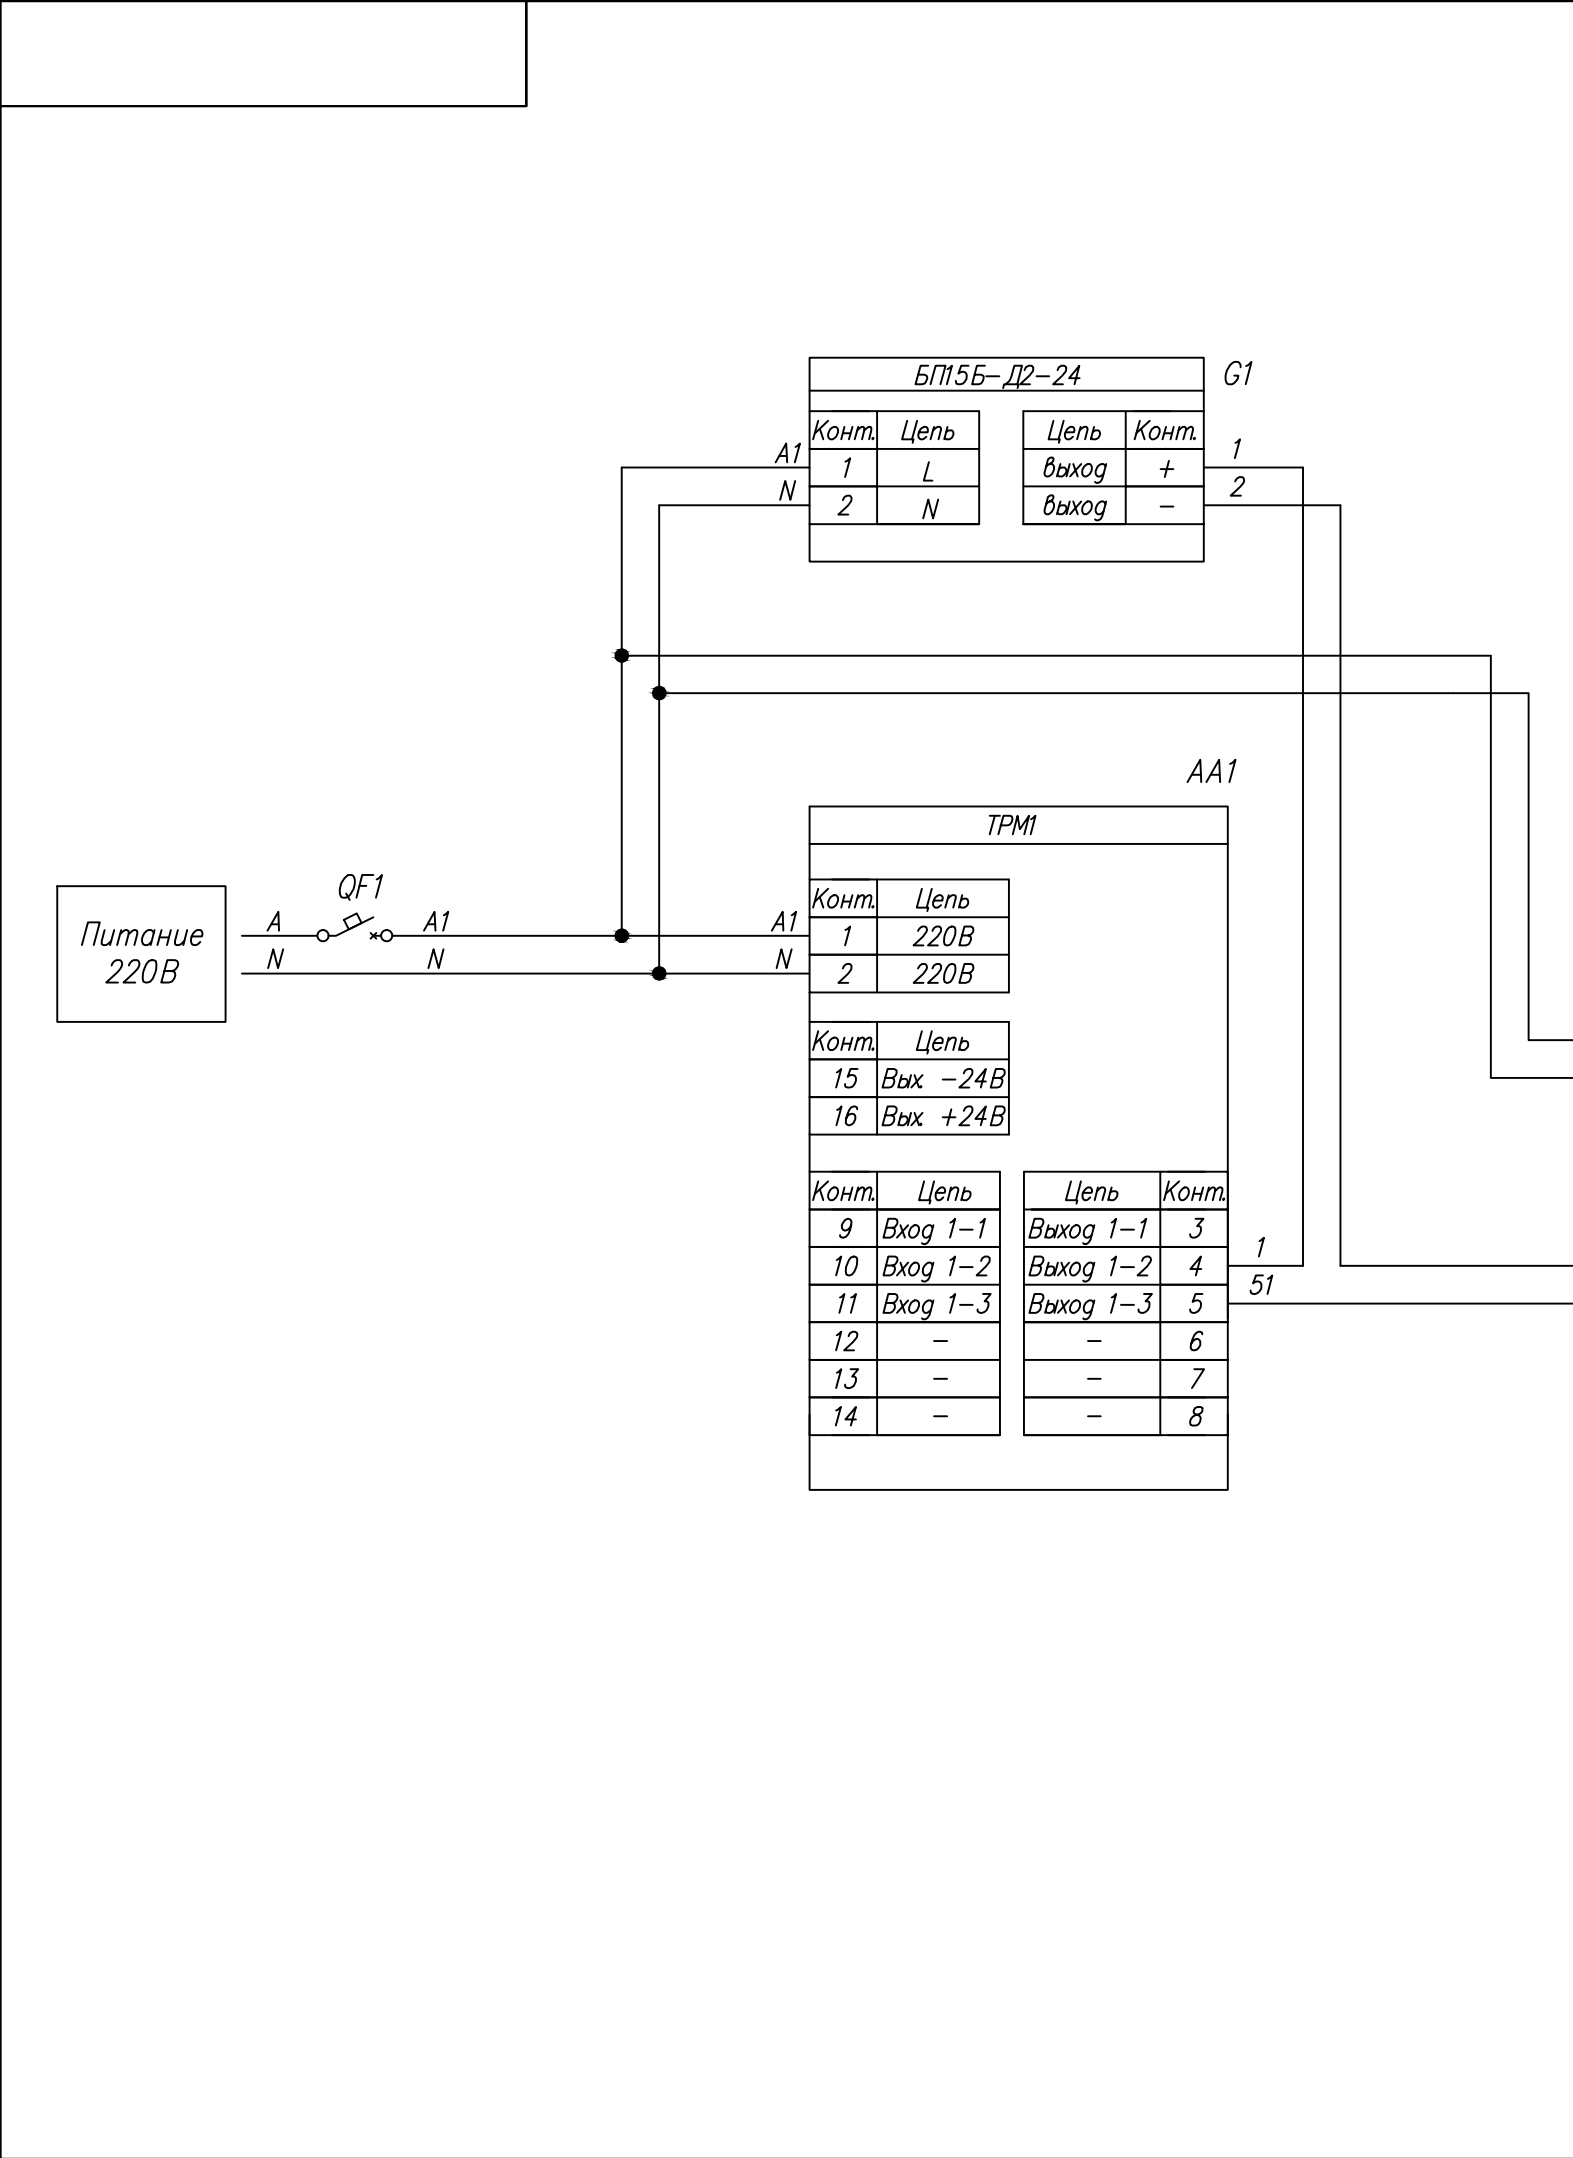 БП15Б-Д2-24 G1
Конт. Цепь Цепь Конт.
A1 1 L выход + 1
N 2 N выход - 2
AA1
ТРМ1
Конт. Цепь
QF1
Питание 220В
A A1 A1 1 220В
N N N 2 220В
Конт. Цепь
15 Вых. -24В
16 Вых. +24В
Конт. Цепь Цепь Конт.
9 Вход 1-1 Выход 1-1 3
10 Вход 1-2 Выход 1-2 4 1
11 Вход 1-3 Выход 1-3 5 51
12 - - 6
13 - - 7
14 - - 8